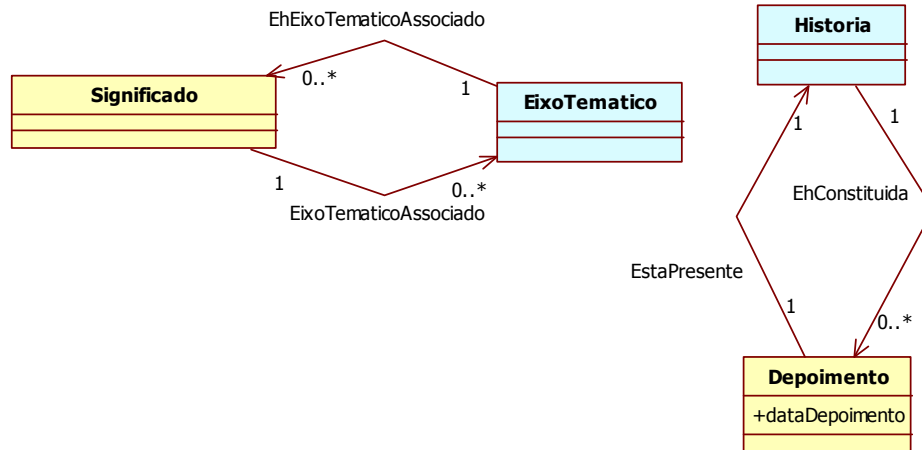 EhEixoTematicoAssociado
0..*
1
Significado
EixoTematico
1
0..*
EixoTematicoAssociado
Historia
1
1
EhConstituida
EstaPresente
1
0..*
Depoimento
+dataDepoimento